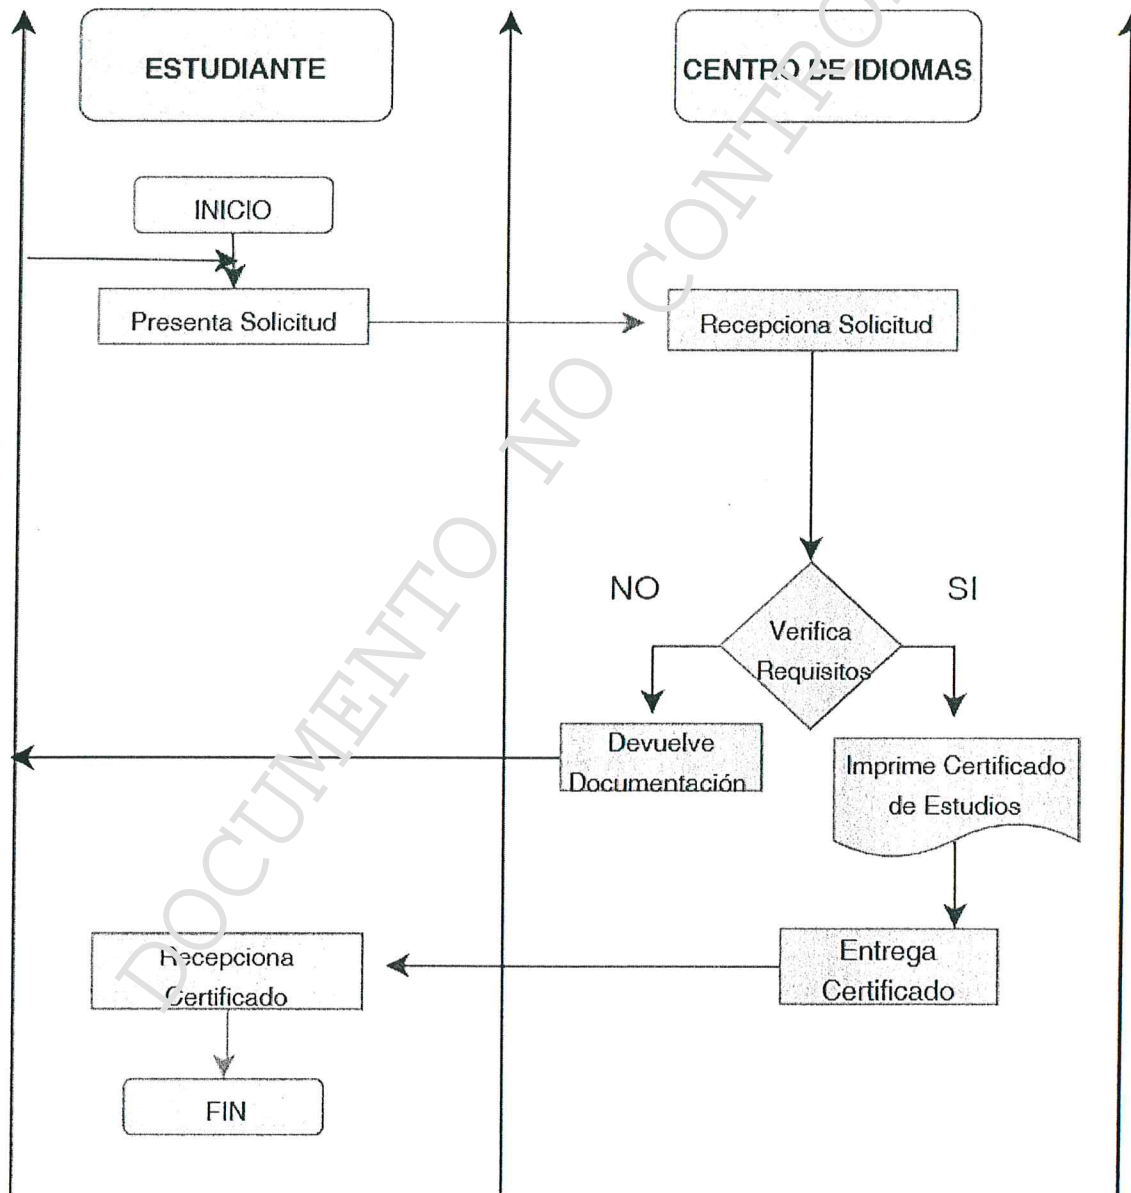 ESTUDIANTE
CENTRO DE IDIOMAS
INICIO
Presenta Solicitud
Recepciona Solicitud
NO
SI
Verifica
Requisitos
Devuelve
Documentación
Imprime Certificado
de Estudios
Entrega
Certificado
Recepciona
Certificado
FIN
DOCUMENTO NO CONTRO